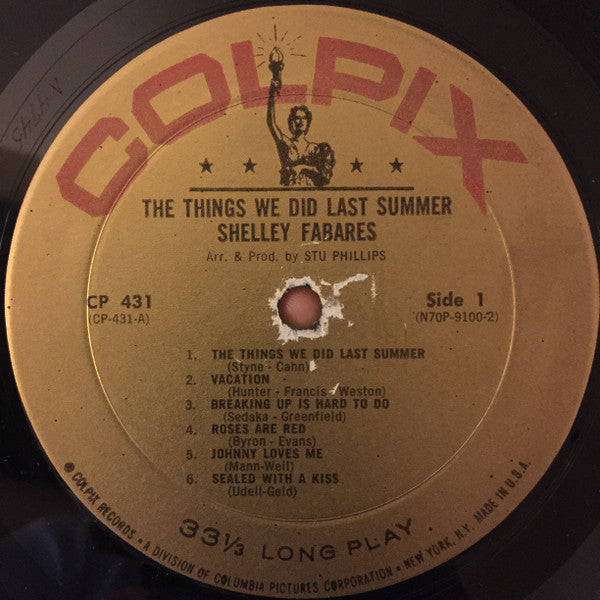 COLPIX
THE THINGS WE DID LAST SUMMER
SHELLEY FABARES
Arr. & Prod. by STU PHILLIPS
CP 431
(CP-431-A)
Side 1
(N70P-9100-2)
1. THE THINGS WE DID LAST SUMMER
(Styne - Cahn)
2. VACATION
(Hunter - Francis - Weston)
3. BREAKING UP IS HARD TO DO
(Sedaka - Greenfield)
4. ROSES ARE RED
(Byron - Evans)
5. JOHNNY LOVES ME
(Mann-Weil)
6. SEALED WITH A KISS
(Udell-Geld)
33⅓ LONG PLAY
© COLPIX RECORDS • A DIVISION OF COLUMBIA PICTURES CORPORATION • NEW YORK, N.Y. MADE IN U.S.A.